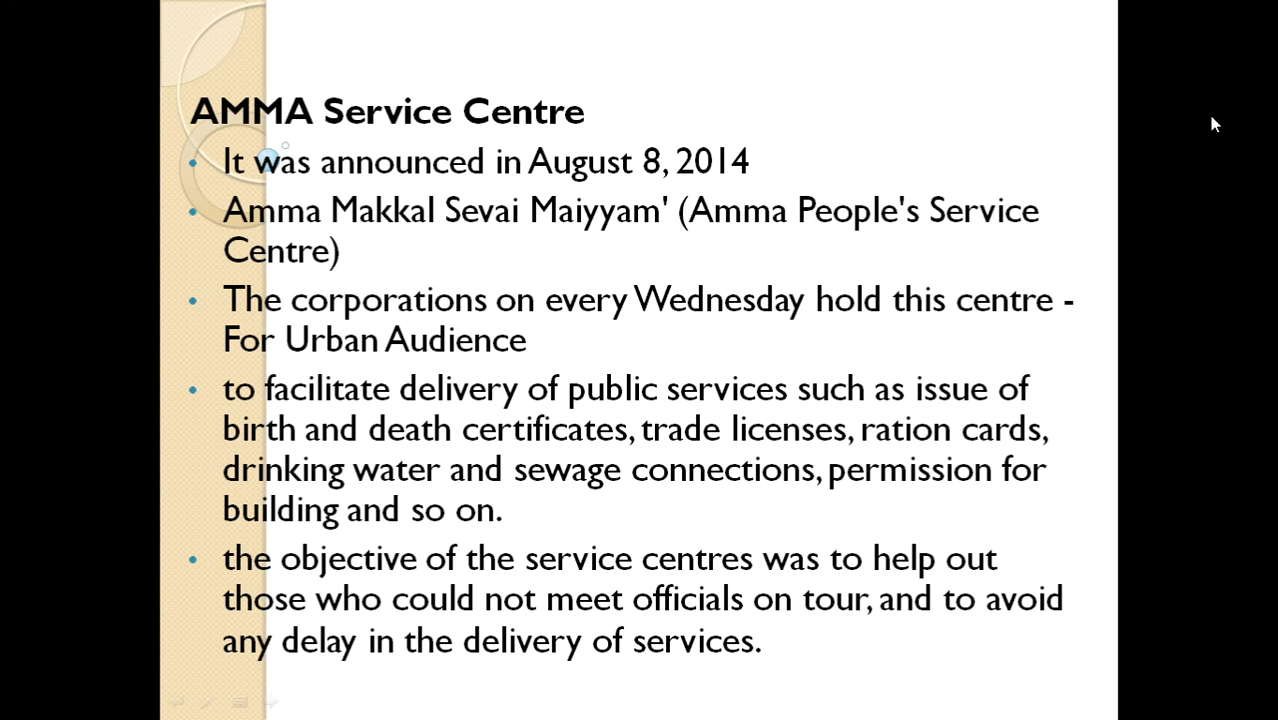 AMMA Service Centre
• It was announced in August 8, 2014
• Amma Makkal Sevai Maiyyam' (Amma People's Service
Centre)
• The corporations on every Wednesday hold this centre -
For Urban Audience
• to facilitate delivery of public services such as issue of
birth and death certificates, trade licenses, ration cards,
drinking water and sewage connections, permission for
building and so on.
• the objective of the service centres was to help out
those who could not meet officials on tour, and to avoid
any delay in the delivery of services.